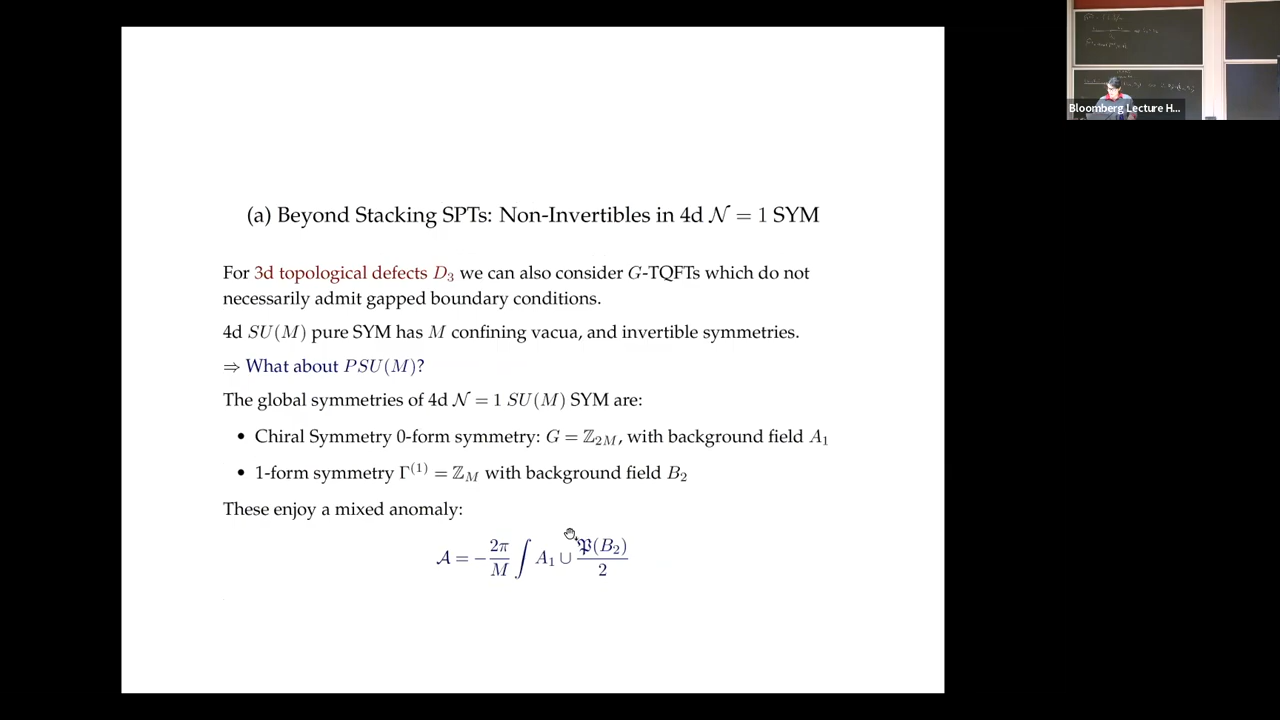 Bloomberg Lecture H...
(a) Beyond Stacking SPTs: Non-Invertibles in 4d 𝒩 = 1 SYM
For 3d topological defects D₃ we can also consider G-TQFTs which do not
necessarily admit gapped boundary conditions.
4d SU(M) pure SYM has M confining vacua, and invertible symmetries.
⇒ What about PSU(M)?
The global symmetries of 4d 𝒩 = 1 SU(M) SYM are:
• Chiral Symmetry 0-form symmetry: G = ℤ₂ₘ, with background field A₁
• 1-form symmetry Γ⁽¹⁾ = ℤ_M with background field B₂
These enjoy a mixed anomaly:
𝒜 = −2π/M ∫ A₁ ∪ 𝔓(B₂)/2